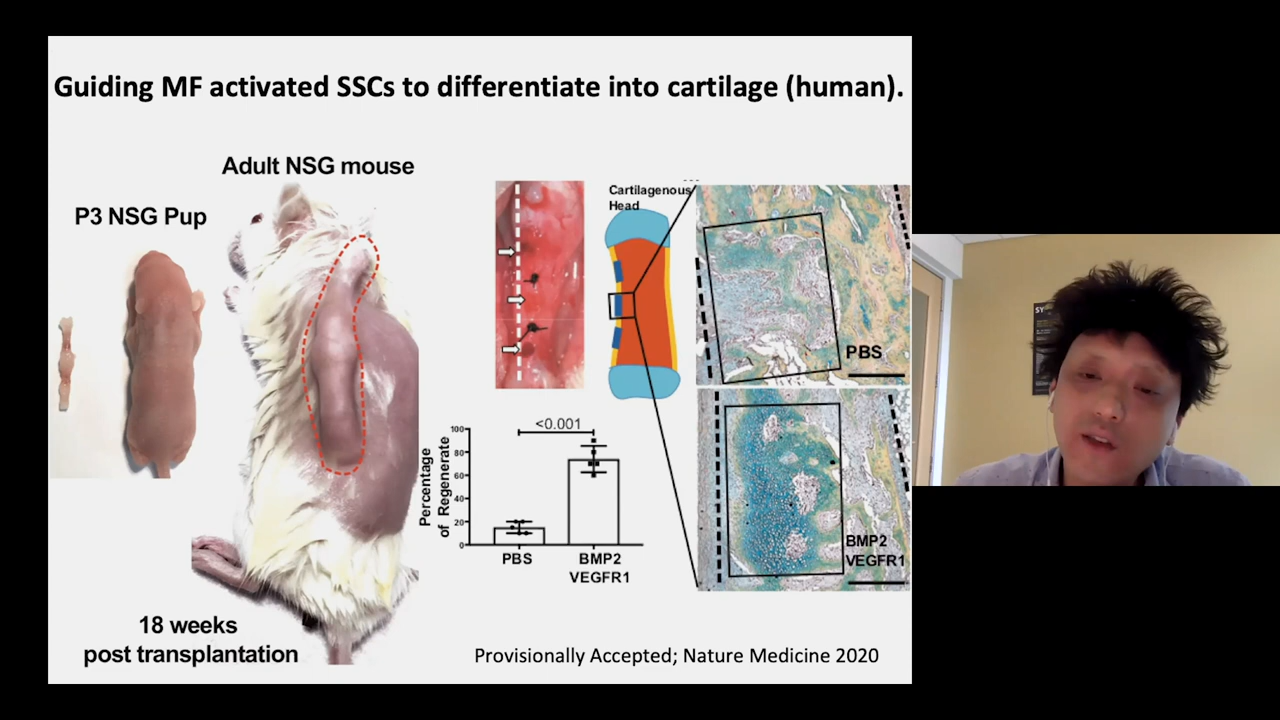 Guiding MF activated SSCs to differentiate into cartilage (human).
Adult NSG mouse
P3 NSG Pup
18 weeks
post transplantation
Cartilagenous
Head
PBS
BMP2
VEGFR1
<0.001
Percentage
of Regenerate
100
80
60
40
20
0
PBS
BMP2
VEGFR1
Provisionally Accepted; Nature Medicine 2020
SY